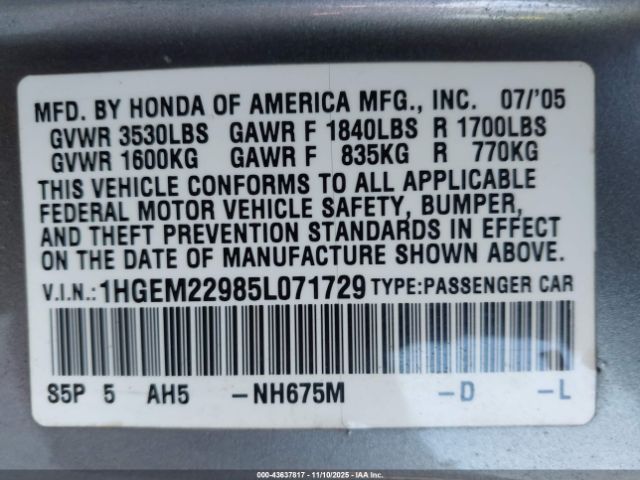 MFD. BY HONDA OF AMERICA MFG., INC. 07/'05
GVWR 3530LBS GAWR F 1840LBS R 1700LBS
GVWR 1600KG GAWR F 835KG R 770KG
THIS VEHICLE CONFORMS TO ALL APPLICABLE
FEDERAL MOTOR VEHICLE SAFETY, BUMPER,
AND THEFT PREVENTION STANDARDS IN EFFECT
ON THE DATE OF MANUFACTURE SHOWN ABOVE.
V.I.N.:1HGEM22985L071729 TYPE:PASSENGER CAR
S5P 5 AH5 -NH675M -D -L
000-43637817 - 11/10/2025 - IAA Inc.